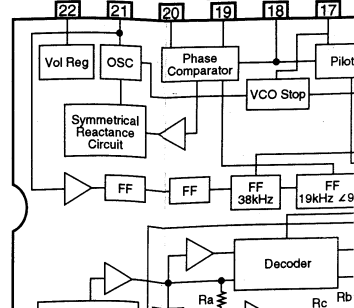 22 21 20 19 18 17
Vol Reg
OSC
Phase
Comparator
Pilot
VCO Stop
Symmetrical
Reactance
Circuit
FF
FF
FF
38kHz
FF
19kHz ∠9
Decoder
Ra
Rc
Rb